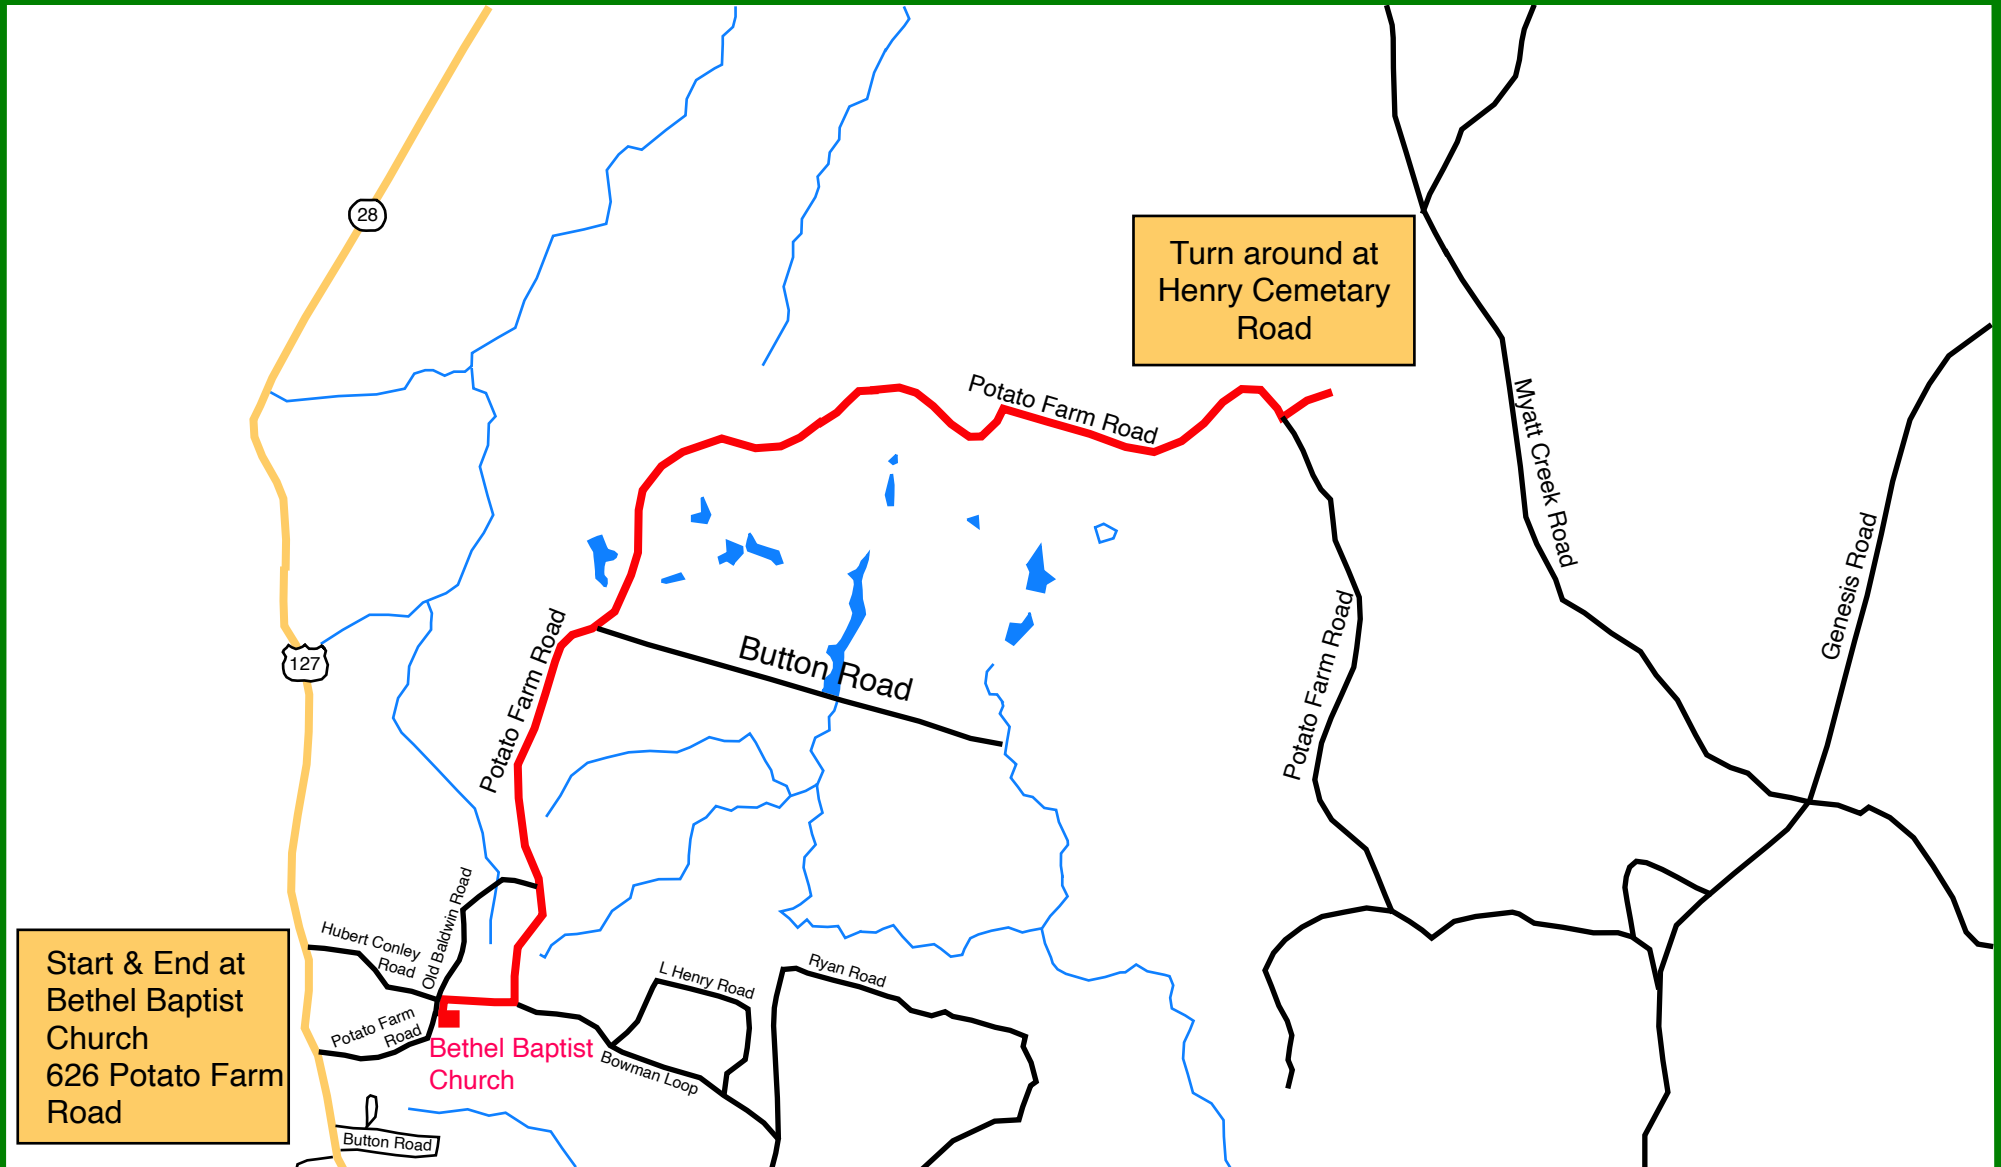 28
Turn around at
Henry Cemetary
Road
Potato Farm Road
Myatt Creek Road
Genesis Road
127
Potato Farm Road
Button Road
Potato Farm Road
Old Baldwin Road
Hubert Conley
Road
Start & End at
Bethel Baptist
Church
626 Potato Farm
Road
L Henry Road
Ryan Road
Potato Farm
Road
Bethel Baptist
Church
Bowman Loop
Button Road